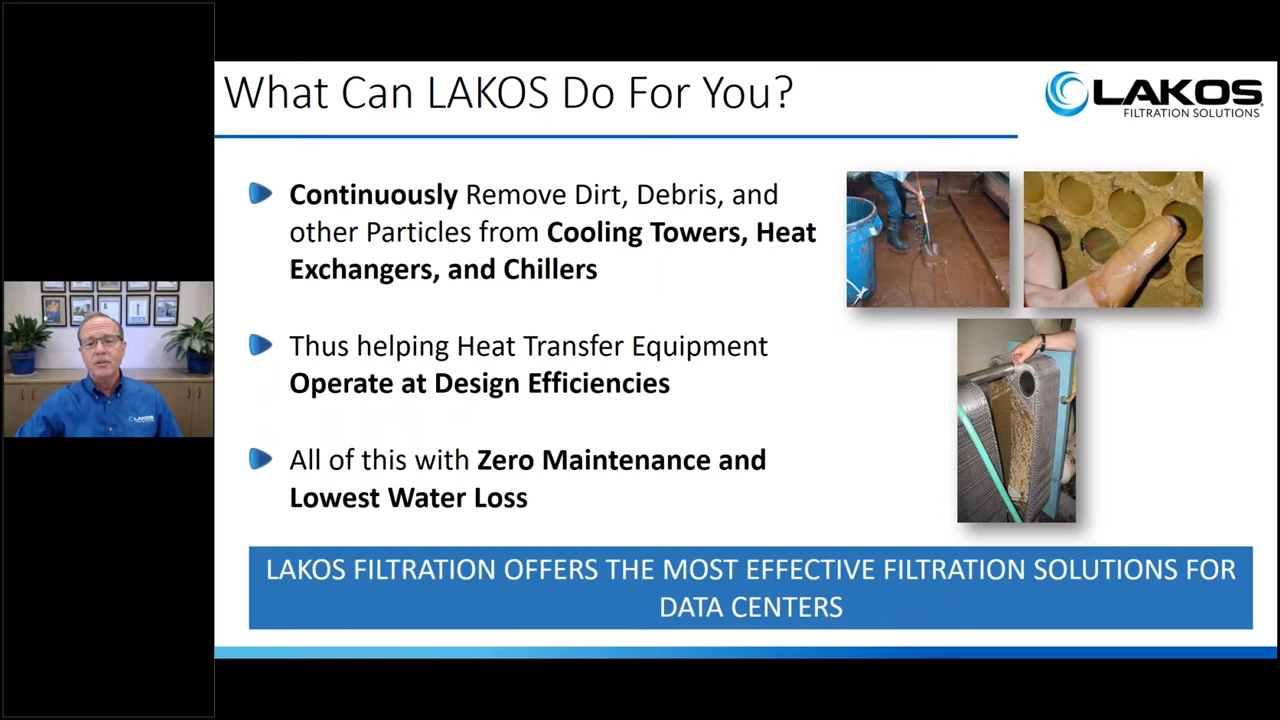 What Can LAKOS Do For You?
LAKOS
FILTRATION SOLUTIONS
Continuously Remove Dirt, Debris, and
other Particles from Cooling Towers, Heat
Exchangers, and Chillers
Thus helping Heat Transfer Equipment
Operate at Design Efficiencies
All of this with Zero Maintenance and
Lowest Water Loss
LAKOS FILTRATION OFFERS THE MOST EFFECTIVE FILTRATION SOLUTIONS FOR
DATA CENTERS
LAKOS